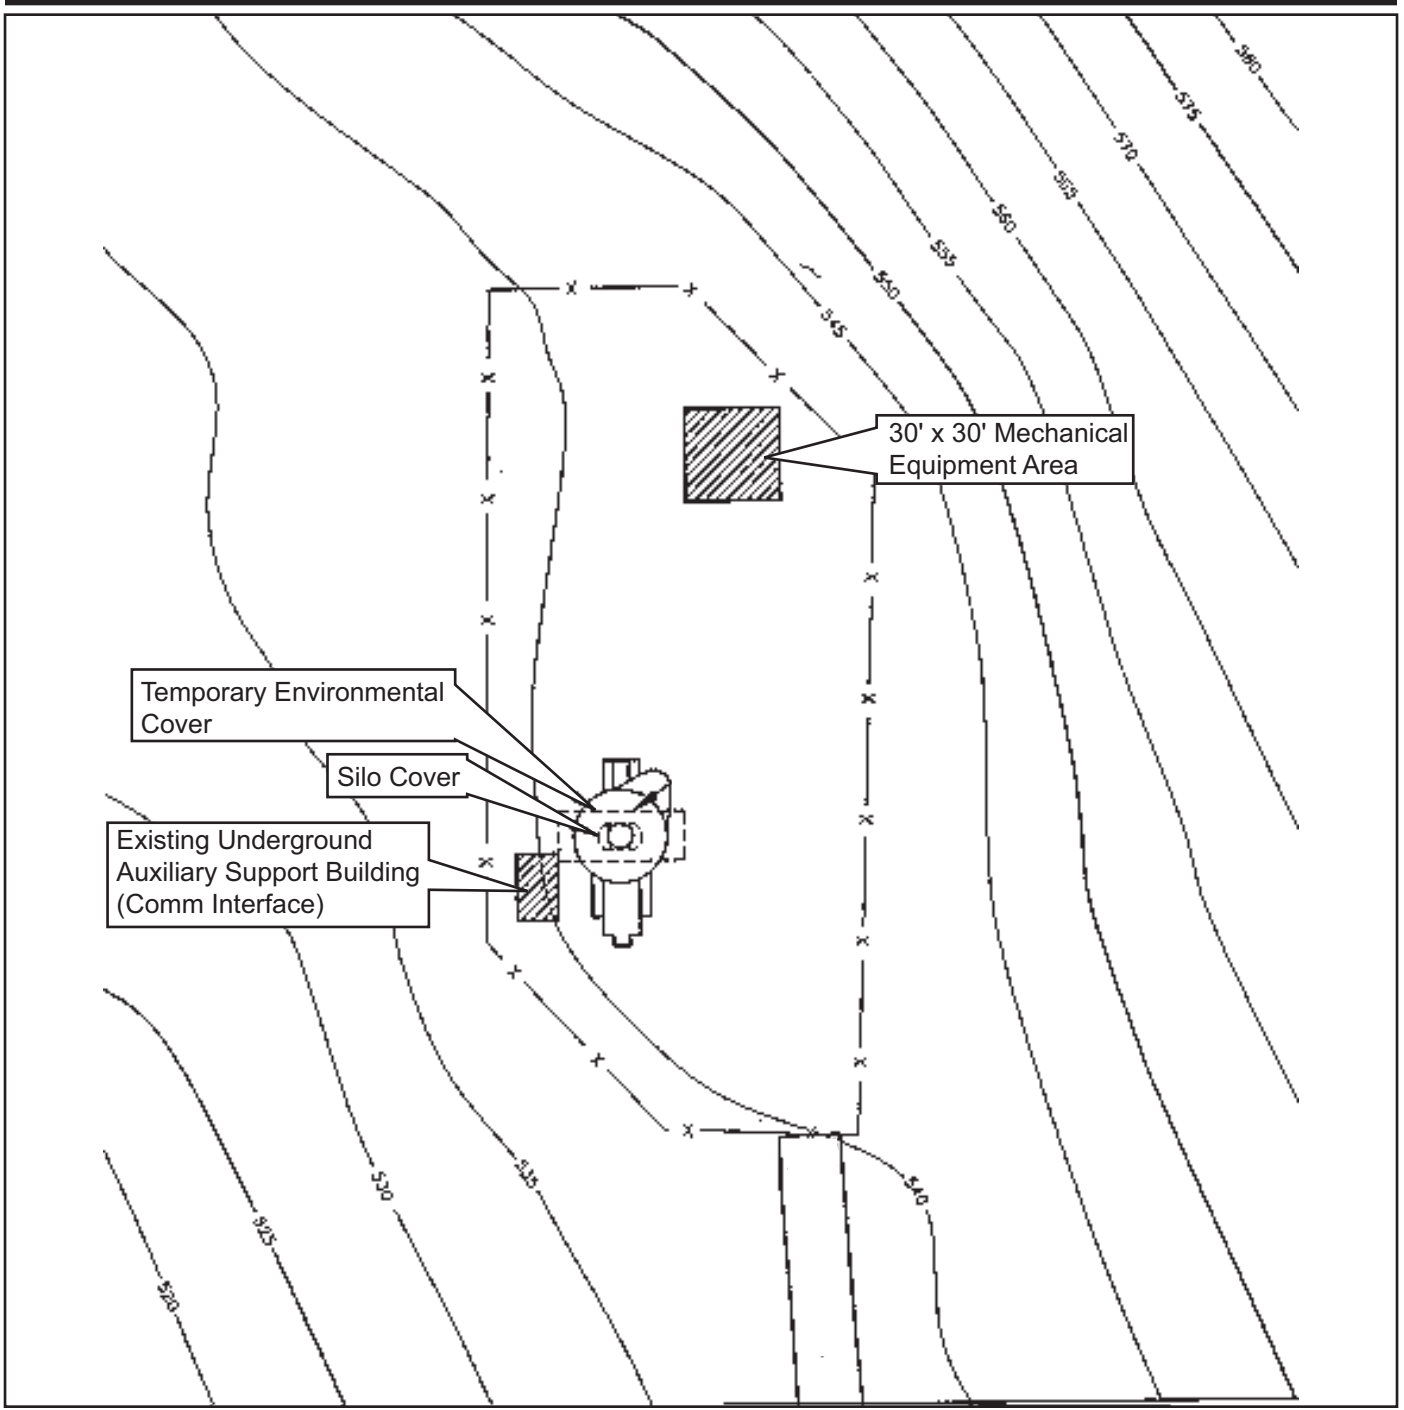 580
575
570
565
560
555
550
545
30' x 30' Mechanical
Equipment Area
Temporary Environmental
Cover
Silo Cover
Existing Underground
Auxiliary Support Building
(Comm Interface)
540
535
530
525
520